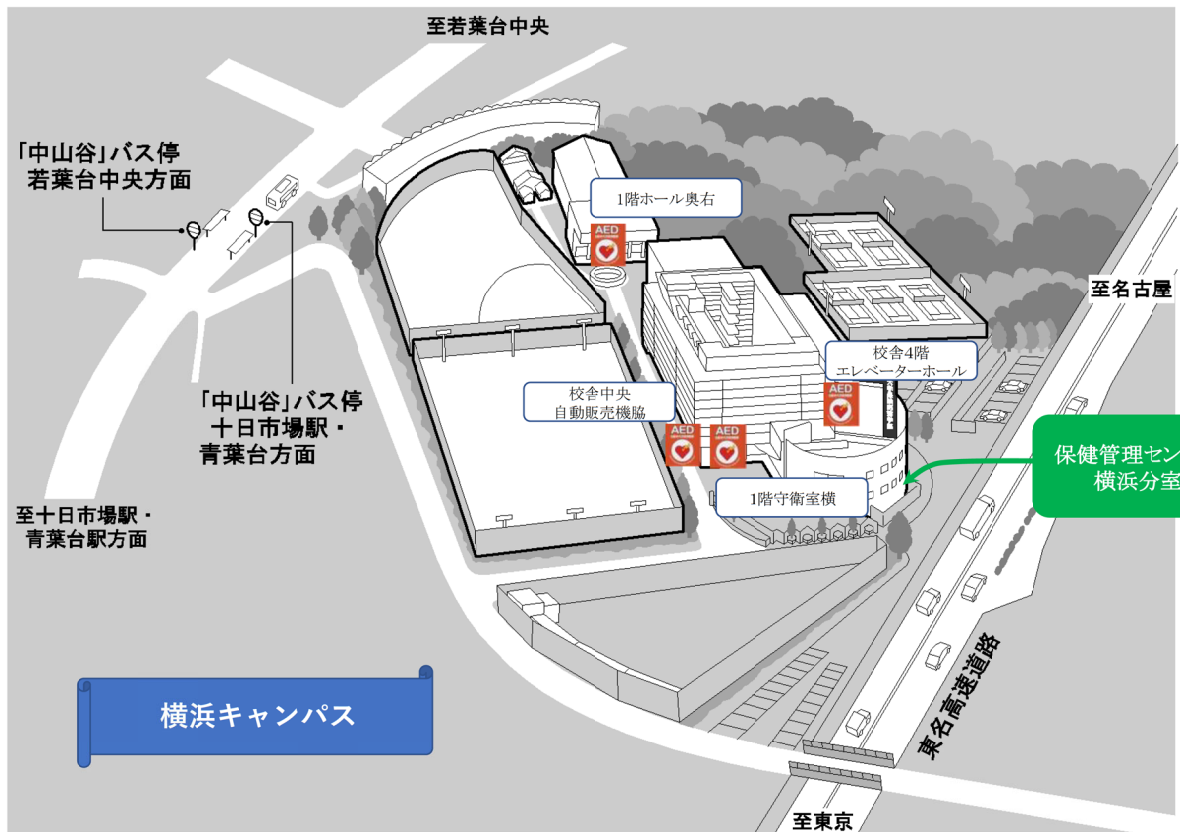 至若葉台中央
「中山谷」バス停
若葉台中央方面
1階ホール奥右
AED
至名古屋
校舎4階
エレベーターホール
AED
校舎中央
自動販売機脇
「中山谷」バス停
十日市場駅・
青葉台方面
AED
AED
保健管理セン
横浜分室
1階守衛室横
至十日市場駅・
青葉台駅方面
東名高速道路
横浜キャンパス
至東京